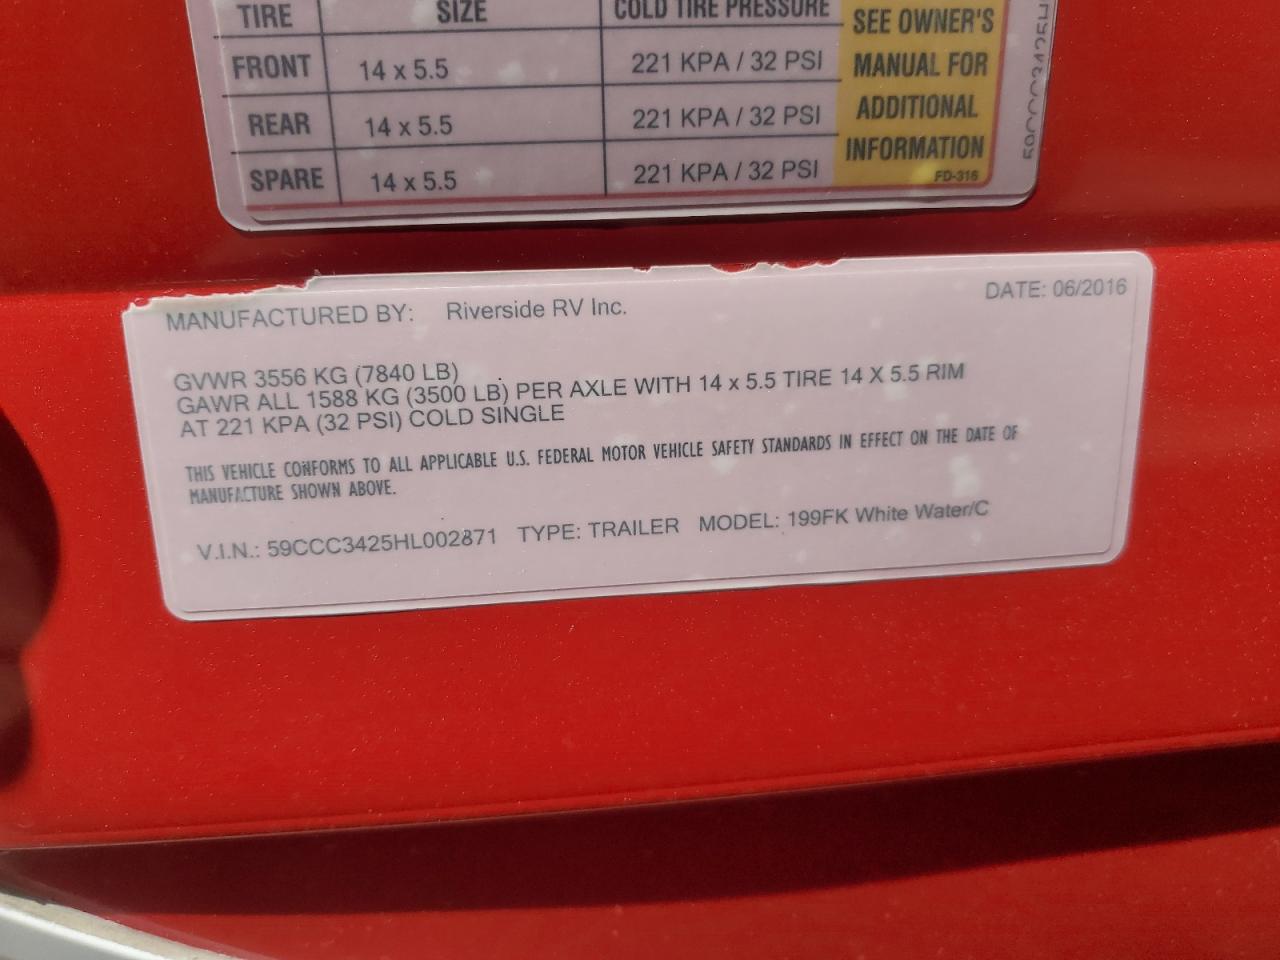 TIRE SIZE COLD TIRE PRESSURE SEE OWNER'S
FRONT 14 x 5.5 221 KPA / 32 PSI MANUAL FOR
REAR 14 x 5.5 221 KPA / 32 PSI ADDITIONAL
SPARE 14 x 5.5 221 KPA / 32 PSI INFORMATION
FD-316
MANUFACTURED BY: Riverside RV Inc. DATE: 06/2016
GVWR 3556 KG (7840 LB)
GAWR ALL 1588 KG (3500 LB) PER AXLE WITH 14 x 5.5 TIRE 14 X 5.5 RIM
AT 221 KPA (32 PSI) COLD SINGLE
THIS VEHICLE CONFORMS TO ALL APPLICABLE U.S. FEDERAL MOTOR VEHICLE SAFETY STANDARDS IN EFFECT ON THE DATE OF
MANUFACTURE SHOWN ABOVE.
V.I.N.: 59CCC3425HL002871 TYPE: TRAILER MODEL: 199FK White Water/C